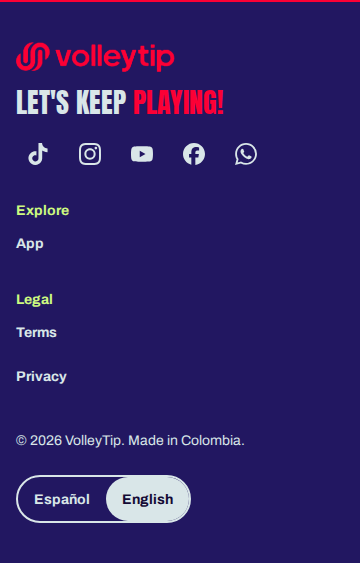 volleytip
LET'S KEEP PLAYING!
Explore
App
Legal
Terms
Privacy
© 2026 VolleyTip. Made in Colombia.
Español English